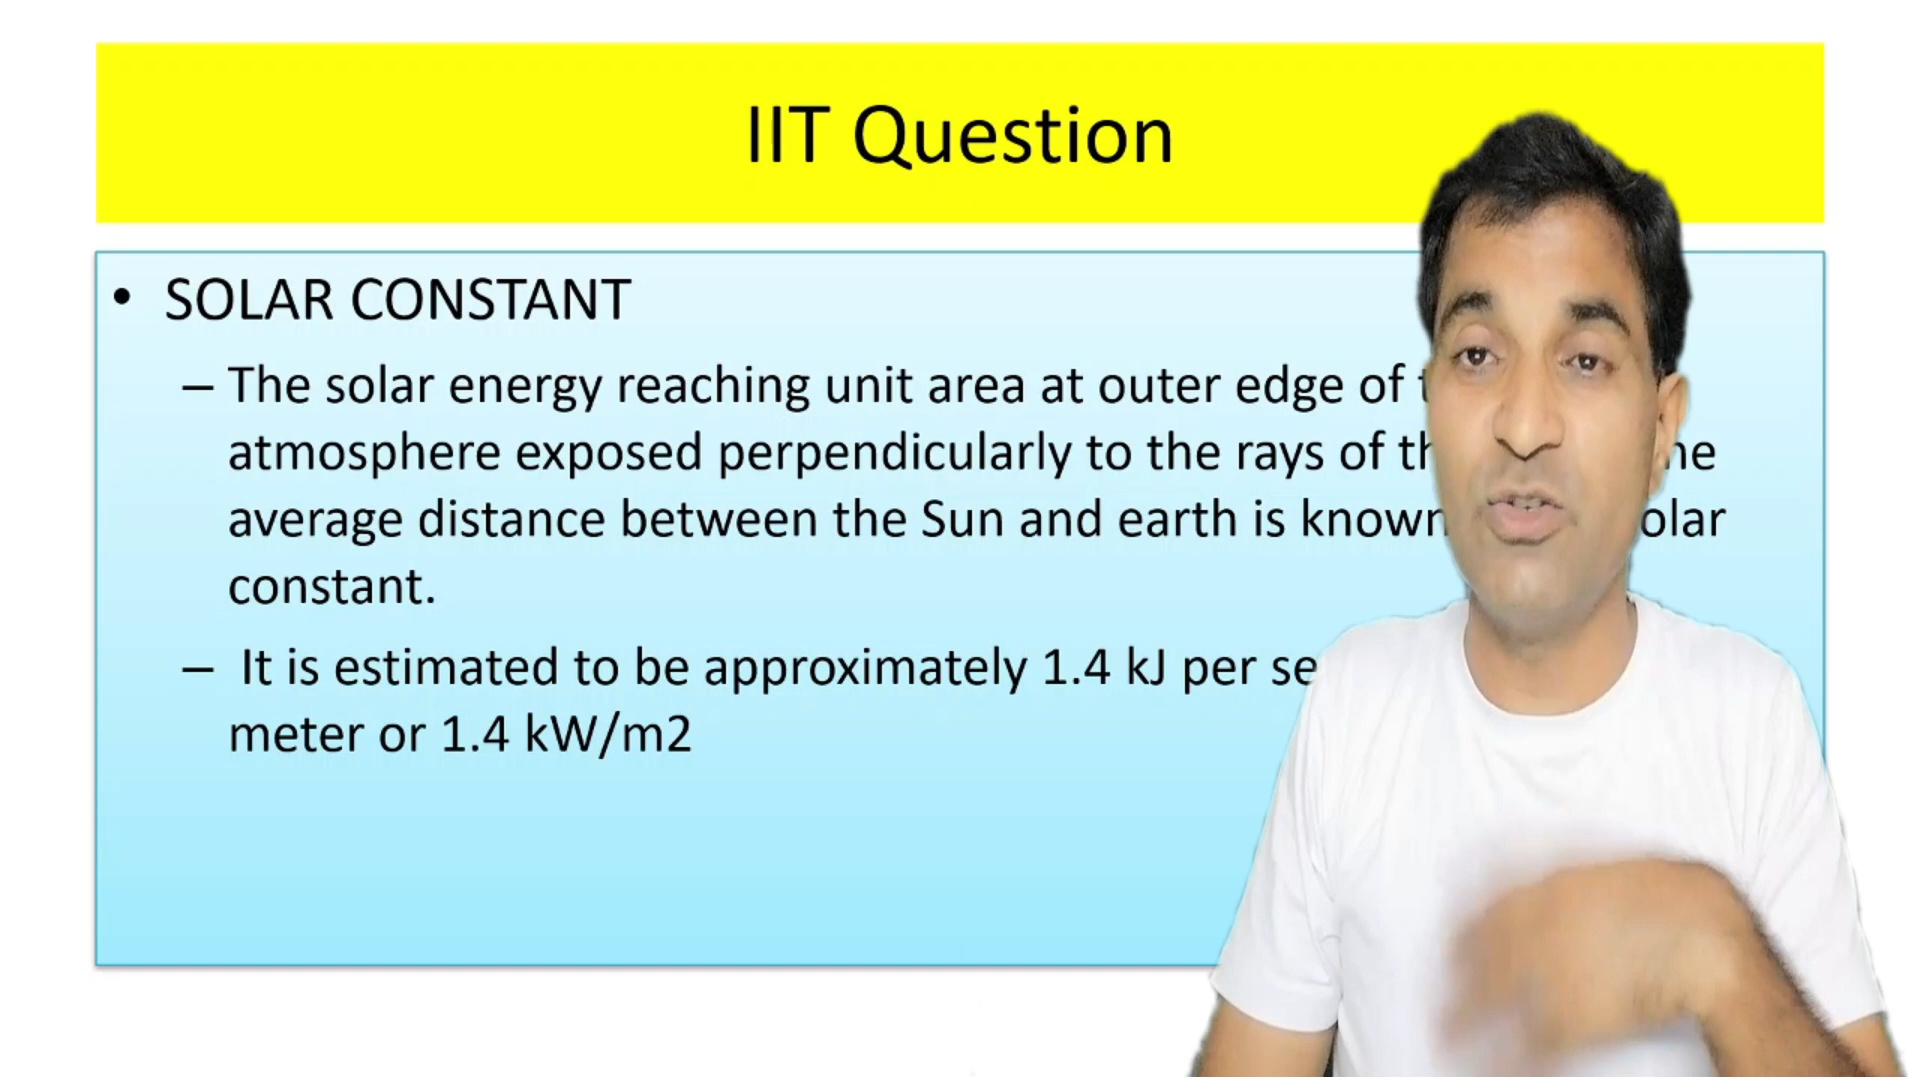 IIT Question
• SOLAR CONSTANT
– The solar energy reaching unit area at outer edge of
atmosphere exposed perpendicularly to the rays of
average distance between the Sun and earth is known
constant.
– It is estimated to be approximately 1.4 kJ per
meter or 1.4 kW/m2